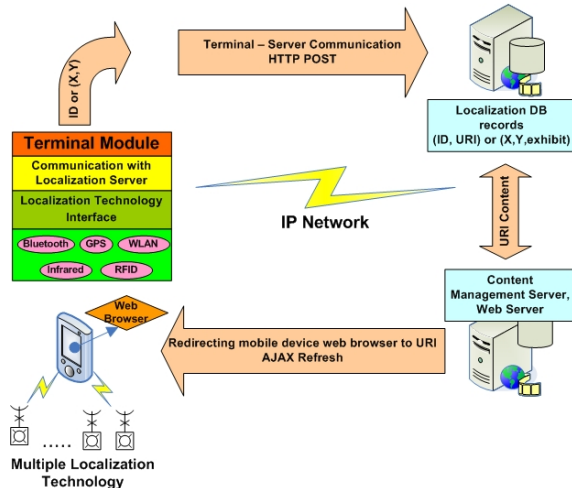 ID or (X,Y)
Terminal – Server Communication
HTTP POST
Localization DB
records
(ID, URI) or (X,Y,exhibit)
Terminal Module
Communication with
Localization Server
Localization Technology
Interface
Bluetooth
GPS
WLAN
Infrared
RFID
IP Network
URI Content
Content
Management Server,
Web Server
Web
Browser
Redirecting mobile device web browser to URI
AJAX Refresh
.....
Multiple Localization
Technology